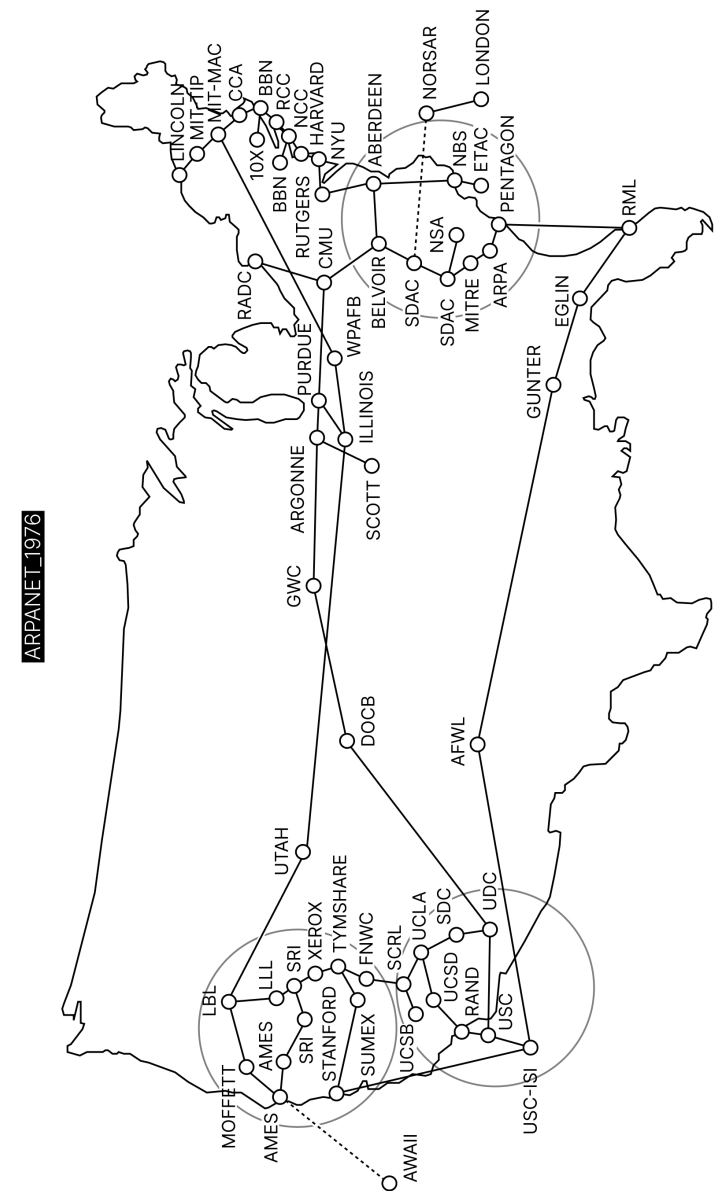 ARPANET_1976
MOFFETT
LBL
AMES
AMES
LLL
SRI
SRI
XEROX
TYMSHARE
STANFORD
SUMEX
FNWC
AWAII
UTAH
UCSB
SCRL
UCLA
UCSD
SDC
RAND
USC
UDC
USC-ISI
DOCB
AFWL
GWC
ARGONNE
PURDUE
ILLINOIS
SCOTT
WPAFB
GUNTER
EGLIN
RML
RADC
CMU
LINCOLN
MIT-TIP
MIT-MAC
CCA
BBN
RCC
NCC
HARVARD
NYU
10X
BBN
RUTGERS
ABERDEEN
BELVOIR
SDAC
SDAC
NSA
MITRE
ARPA
PENTAGON
NBS
ETAC
NORSAR
LONDON